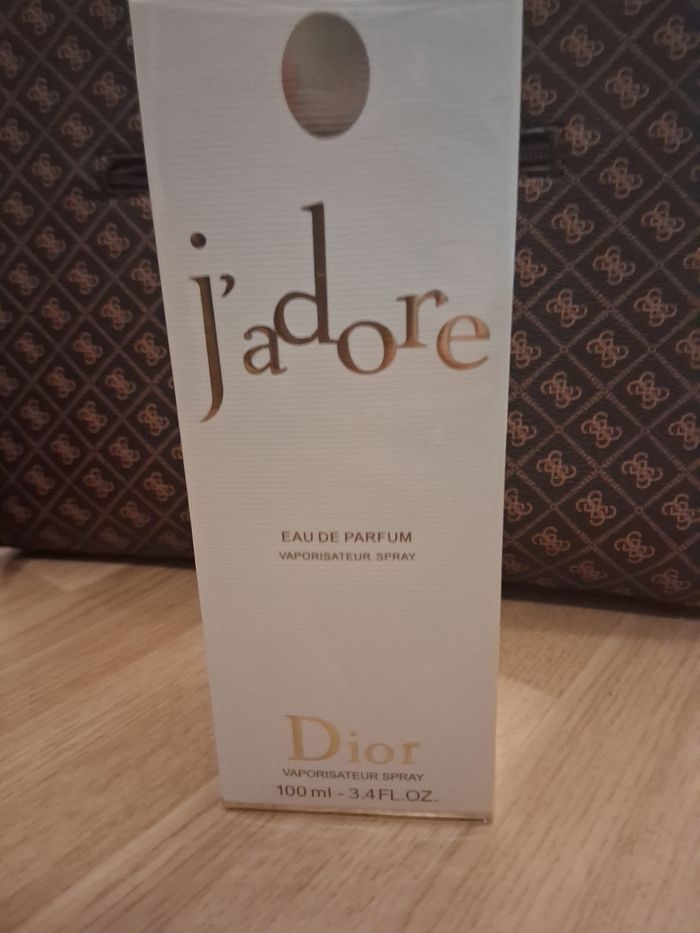 j'adore
EAU DE PARFUM
VAPORISATEUR SPRAY
Dior
VAPORISATEUR SPRAY
100 ml - 3.4 FL.OZ.